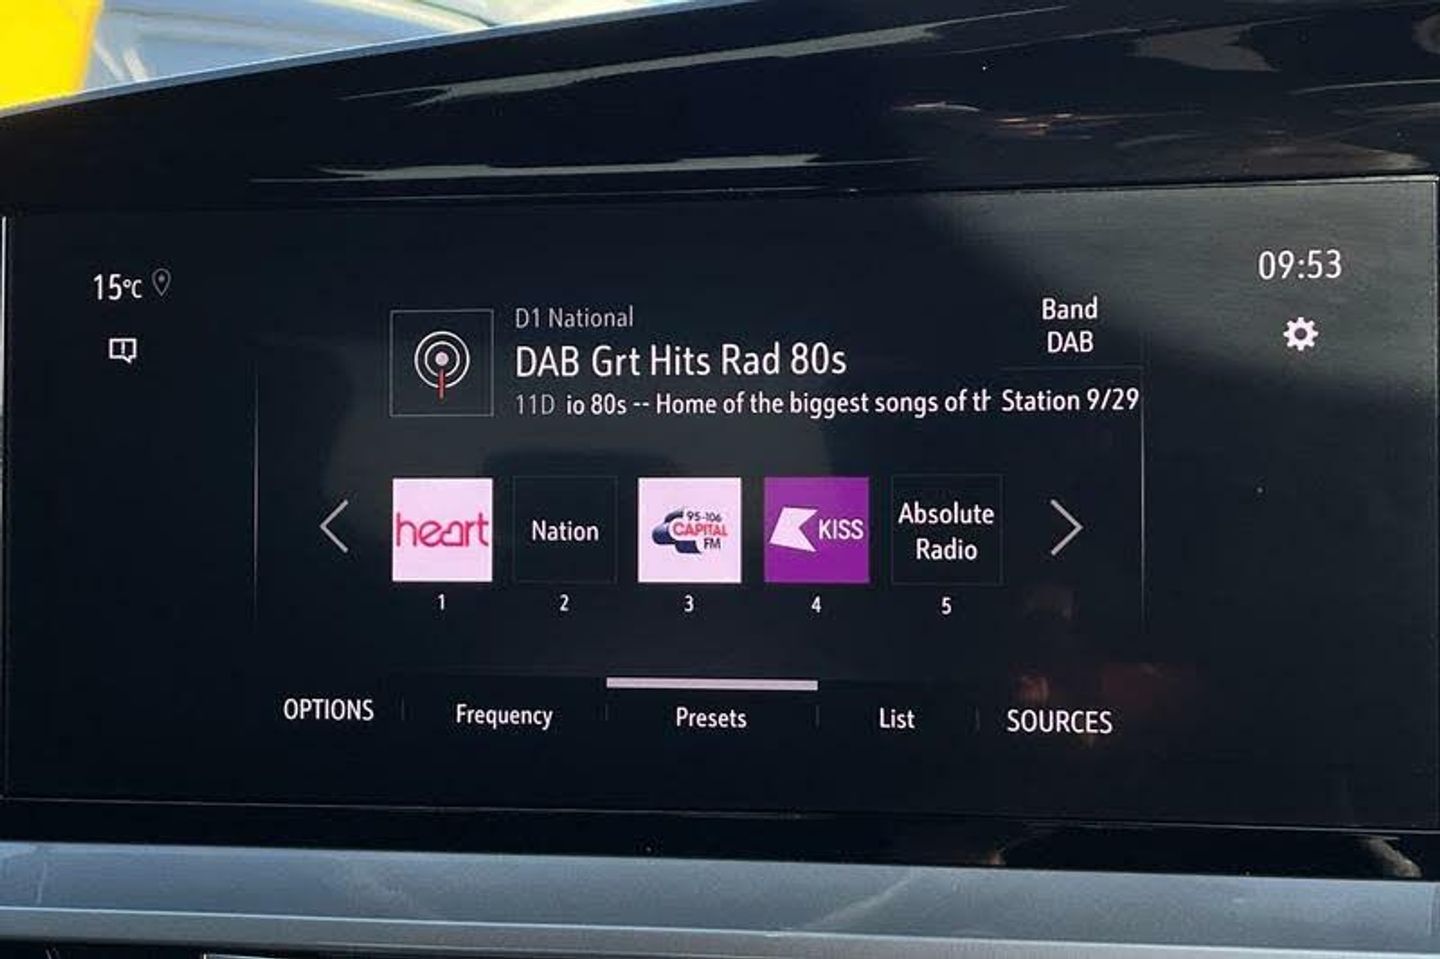 15°C
09:53
D1 National
DAB Grt Hits Rad 80s
11D io 80s -- Home of the biggest songs of th
Band
DAB
Station 9/29
heart
Nation
95-106
CAPITAL
FM
KISS
Absolute
Radio
1
2
3
4
5
OPTIONS
Frequency
Presets
List
SOURCES